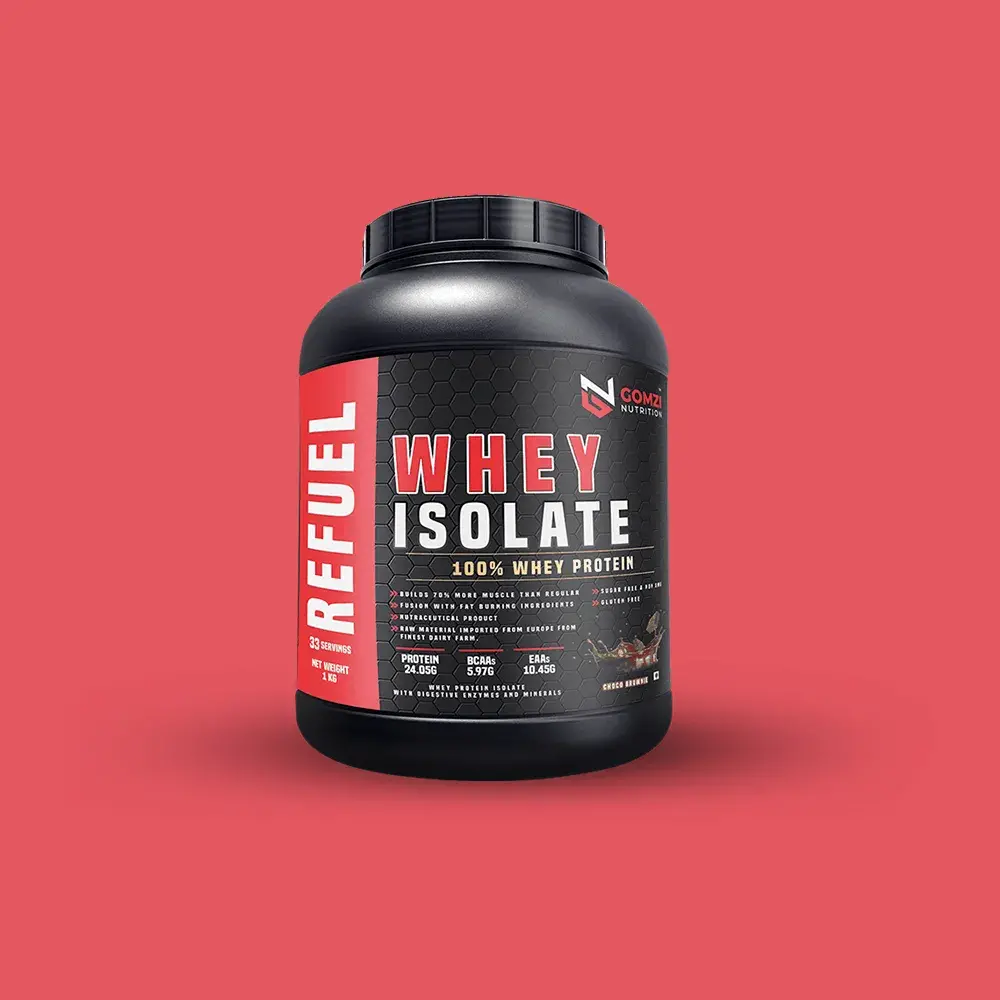 GOMZI
NUTRITION
REFUEL
33 SERVINGS
NET WEIGHT
1 KG
WHEY
ISOLATE
100% WHEY PROTEIN
BUILDS 70% MORE MUSCLE THAN REGULAR
FUSION WITH FAT BURNING INGREDIENTS
NUTRACEUTICAL PRODUCT
RAW MATERIAL IMPORTED FROM EUROPE FROM
FINEST DAIRY FARM.
SUGAR FREE &
GLUTEN FREE
PROTEIN
24.05G
BCAAs
5.97G
EAAs
10.45G
WHEY PROTEIN ISOLATE
WITH DIGESTIVE ENZYMES AND MINERALS
CHOCO BROWNIE